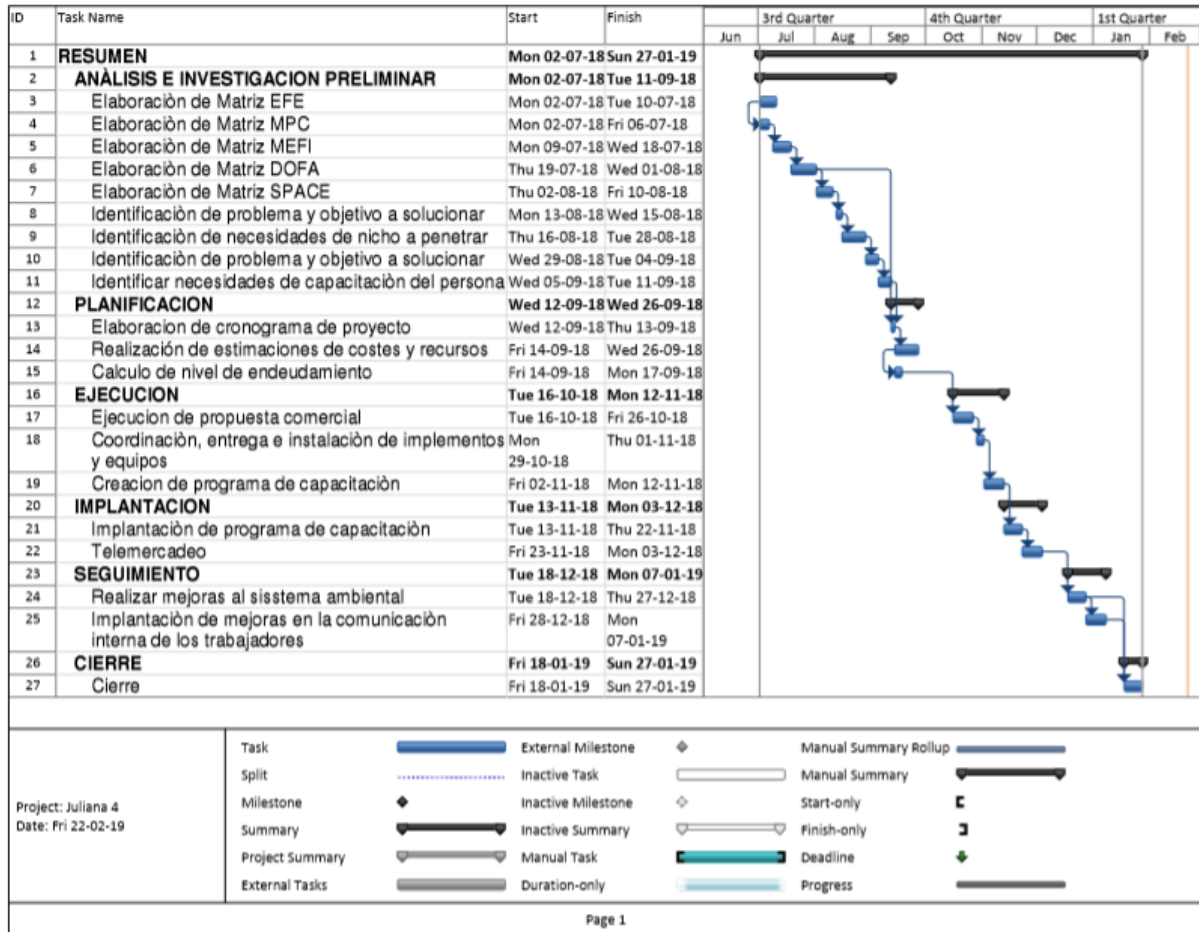 ID Task Name Start Finish 3rd Quarter 4th Quarter 1st Quarter
Jun Jul Aug Sep Oct Nov Dec Jan Feb
1 RESUMEN Mon 02-07-18 Sun 27-01-19
2 ANÀLISIS E INVESTIGACION PRELIMINAR Mon 02-07-18 Tue 11-09-18
3 Elaboraciòn de Matriz EFE Mon 02-07-18 Tue 10-07-18
4 Elaboraciòn de Matriz MPC Mon 02-07-18 Fri 06-07-18
5 Elaboraciòn de Matriz MEFI Mon 09-07-18 Wed 18-07-18
6 Elaboraciòn de Matriz DOFA Thu 19-07-18 Wed 01-08-18
7 Elaboraciòn de Matriz SPACE Thu 02-08-18 Fri 10-08-18
8 Identificaciòn de problema y objetivo a solucionar Mon 13-08-18 Wed 15-08-18
9 Identificaciòn de necesidades de nicho a penetrar Thu 16-08-18 Tue 28-08-18
10 Identificaciòn de problema y objetivo a solucionar Wed 29-08-18 Tue 04-09-18
11 Identificar necesidades de capacitaciòn del persona Wed 05-09-18 Tue 11-09-18
12 PLANIFICACION Wed 12-09-18 Wed 26-09-18
13 Elaboracion de cronograma de proyecto Wed 12-09-18 Thu 13-09-18
14 Realización de estimaciones de costes y recursos Fri 14-09-18 Wed 26-09-18
15 Calculo de nivel de endeudamiento Fri 14-09-18 Mon 17-09-18
16 EJECUCION Tue 16-10-18 Mon 12-11-18
17 Ejecucion de propuesta comercial Tue 16-10-18 Fri 26-10-18
18 Coordinaciòn, entrega e instalaciòn de implementos Mon Thu 01-11-18
y equipos 29-10-18
19 Creacion de programa de capacitaciòn Fri 02-11-18 Mon 12-11-18
20 IMPLANTACION Tue 13-11-18 Mon 03-12-18
21 Implantaciòn de programa de capacitaciòn Tue 13-11-18 Thu 22-11-18
22 Telemercadeo Fri 23-11-18 Mon 03-12-18
23 SEGUIMIENTO Tue 18-12-18 Mon 07-01-19
24 Realizar mejoras al sisstema ambiental Tue 18-12-18 Thu 27-12-18
25 Implantaciòn de mejoras en la comunicaciòn Fri 28-12-18 Mon
interna de los trabajadores 07-01-19
26 CIERRE Fri 18-01-19 Sun 27-01-19
27 Cierre Fri 18-01-19 Sun 27-01-19
Project: Juliana 4
Date: Fri 22-02-19
Task External Milestone Manual Summary Rollup
Split Inactive Task Manual Summary
Milestone Inactive Milestone Start-only
Summary Inactive Summary Finish-only
Project Summary Manual Task Deadline
External Tasks Duration-only Progress
Page 1